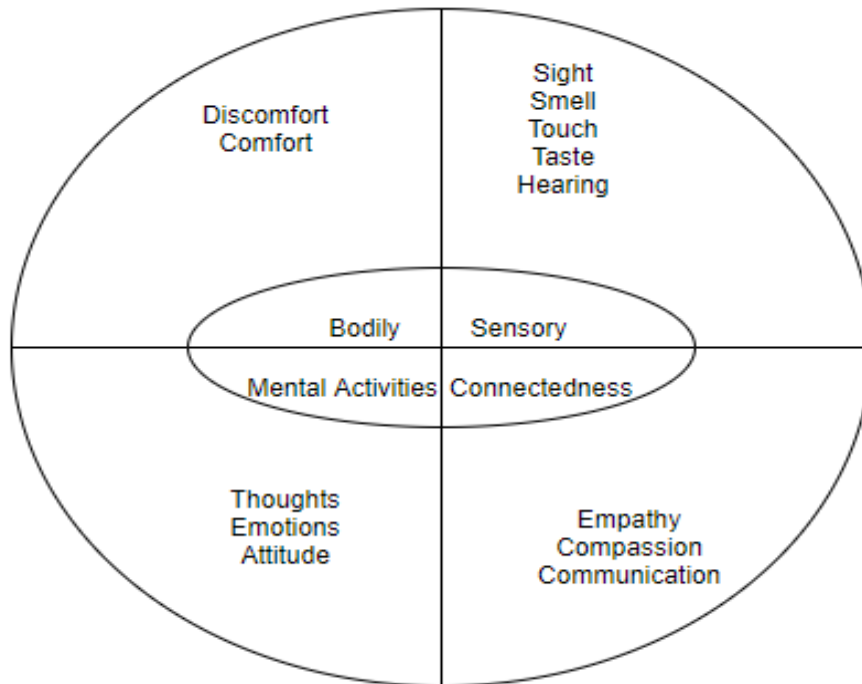 Discomfort
Comfort
Sight
Smell
Touch
Taste
Hearing
Bodily
Sensory
Mental Activities
Connectedness
Thoughts
Emotions
Attitude
Empathy
Compassion
Communication